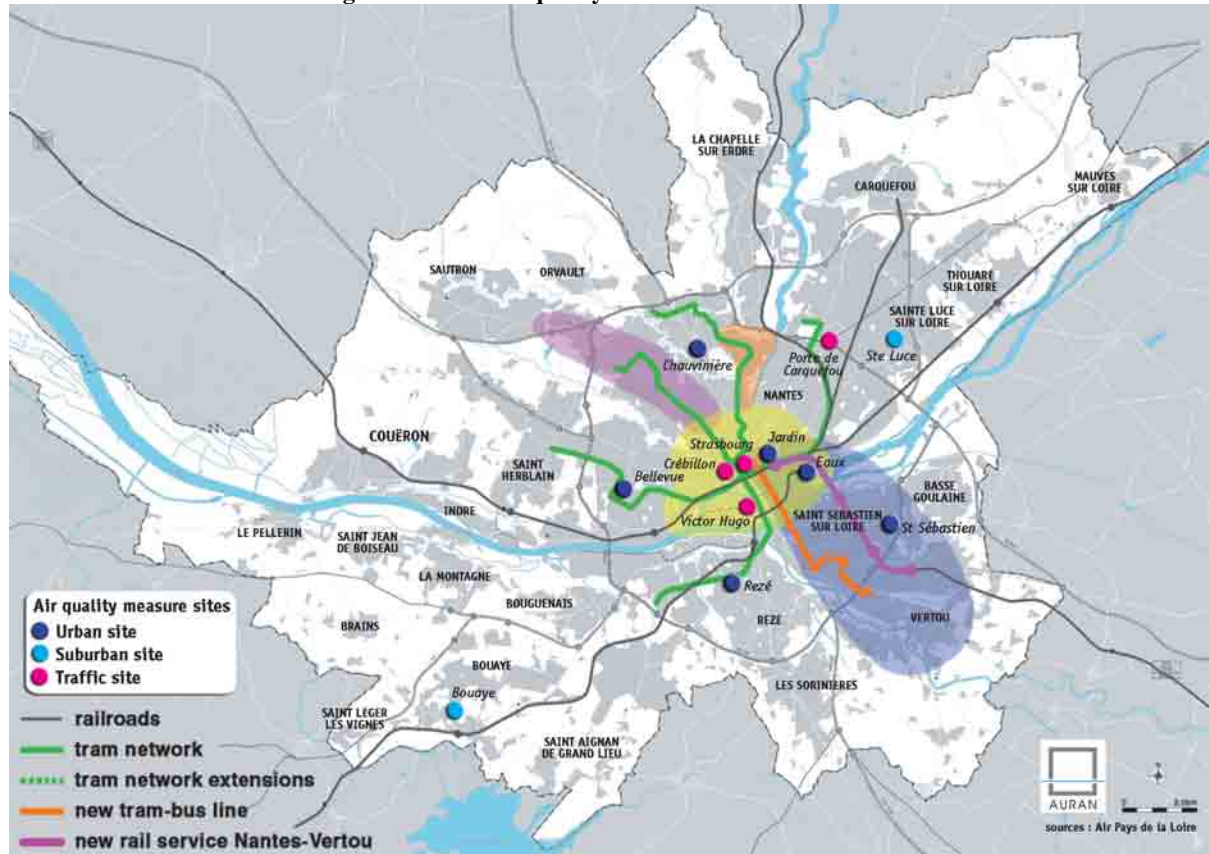 LA CHAPELLE
SUR ERDRE
CARQUEFOU
MAUVES
SUR LOIRE
SAUTRON
ORVAULT
THOUARE
SUR LOIRE
SAINTE LUCE
SUR LOIRE
Chauvinière
Porte de
Carquefou
Ste Luce
NANTES
COUËRON
Strasbourg
Jardin
Crébillon
Eaux
SAINT
HERBLAIN
Bellevue
BASSE
GOULAINE
INDRE
Victor Hugo
SAINT SEBASTIEN
SUR LOIRE
St Sébastien
LE PELLERIN
SAINT JEAN
DE BOISEAU
LA MONTAGNE
Rezé
BOUGUENAIS
BEZE
VERTOU
BRAINS
BOUAYE
Bouaye
LES SORINIERES
SAINT LEGER
LES VIGNES
SAINT AIGNAN
DE GRAND LIEU
Air quality measure sites
Urban site
Suburban site
Traffic site
railroads
tram network
tram network extensions
new tram-bus line
new rail service Nantes-Vertou
AURAN
sources : Air Pays de la Loire